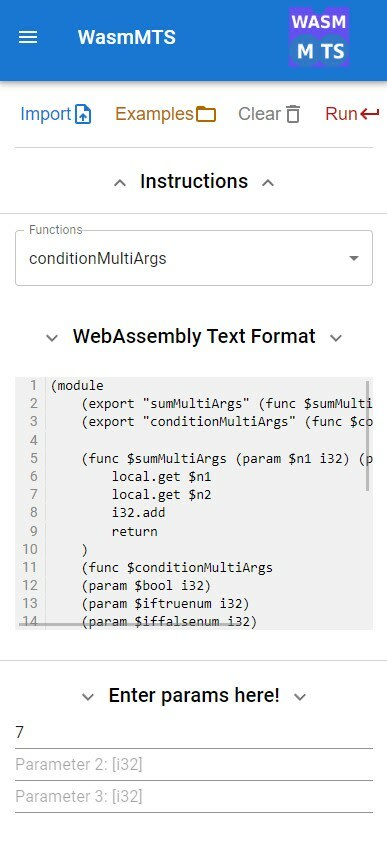 WasmMTS
WASM
M TS
Import Examples Clear Run
Instructions
Functions
conditionMultiArgs
WebAssembly Text Format
1 (module
2 (export "sumMultiArgs" (func $sumMulti
3 (export "conditionMultiArgs" (func $co
4
5 (func $sumMultiArgs (param $n1 i32) (p
6 local.get $n1
7 local.get $n2
8 i32.add
9 return
10 )
11 (func $conditionMultiArgs
12 (param $bool i32)
13 (param $iftruenum i32)
14 (param $iffalsenum i32)
Enter params here!
7
Parameter 2: [i32]
Parameter 3: [i32]